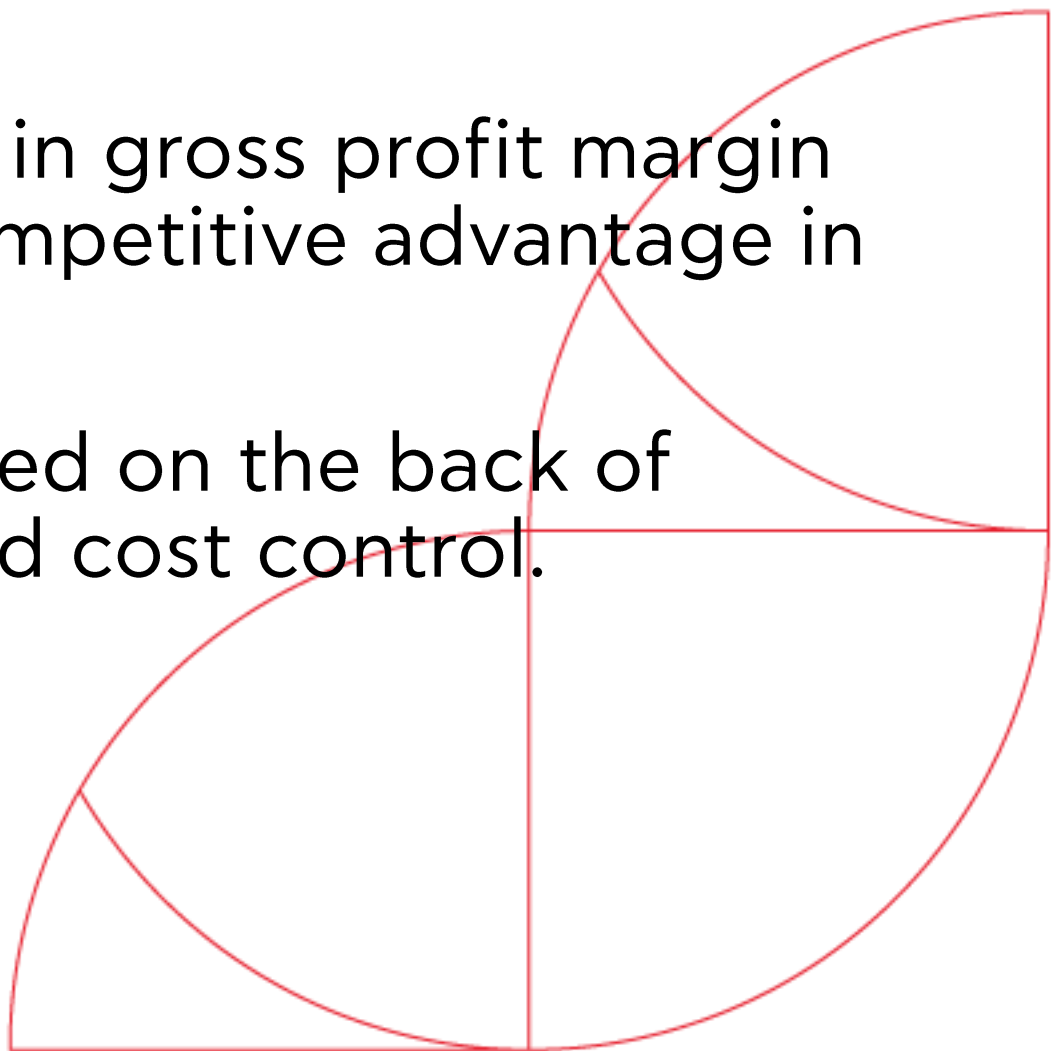 in gross profit margin
mpetitive advantage in
ed on the back of
d cost control.